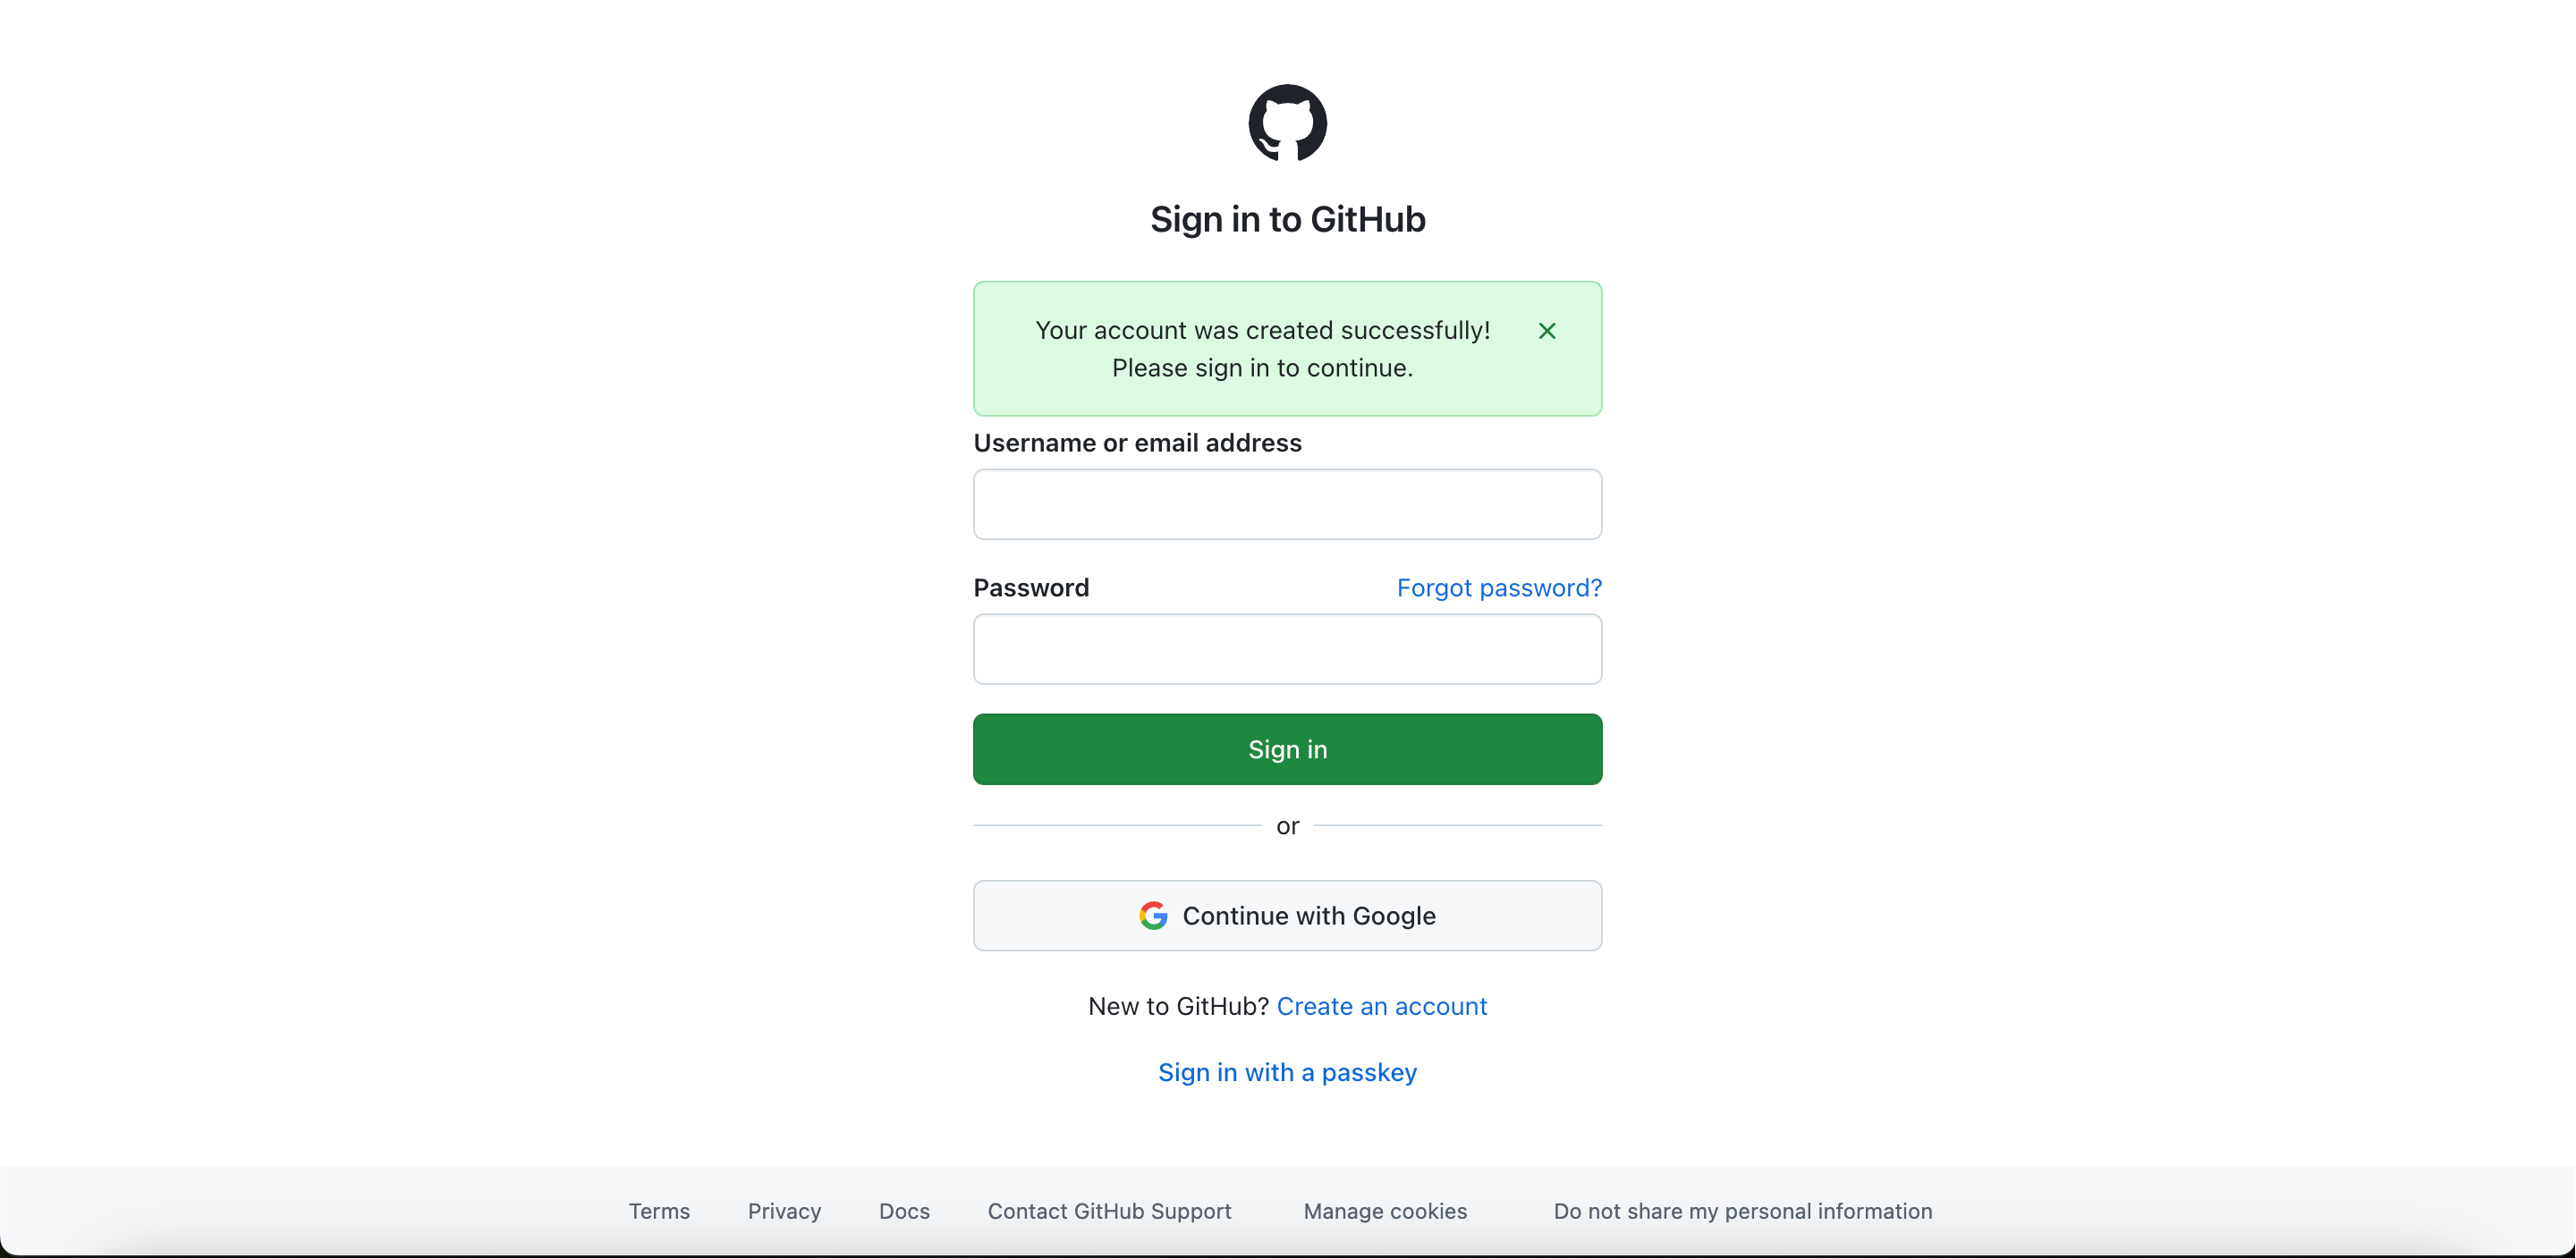 Sign in to GitHub
Your account was created successfully!
Please sign in to continue.
Username or email address
Password
Forgot password?
Sign in
or
Continue with Google
New to GitHub? Create an account
Sign in with a passkey
Terms Privacy Docs Contact GitHub Support Manage cookies Do not share my personal information